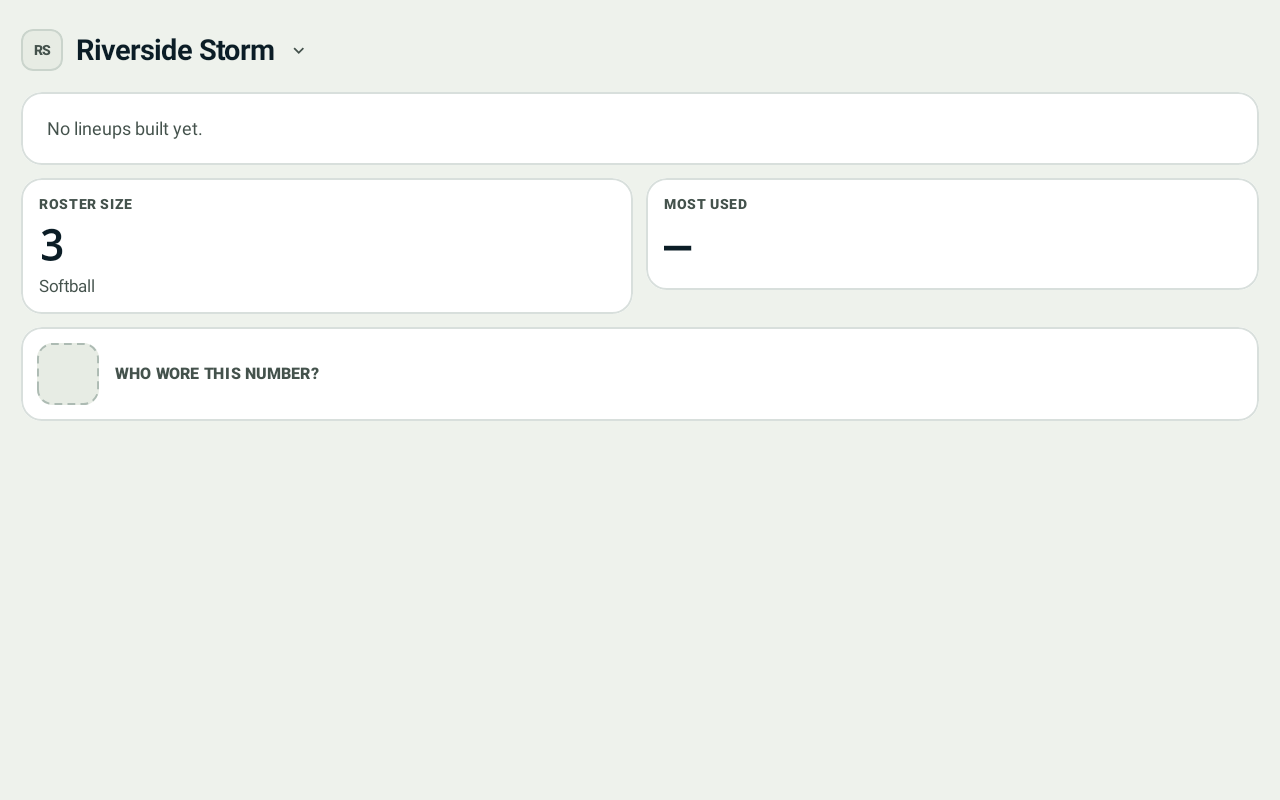 RS
Riverside Storm
No lineups built yet.
ROSTER SIZE
3
Softball
MOST USED
—
WHO WORE THIS NUMBER?